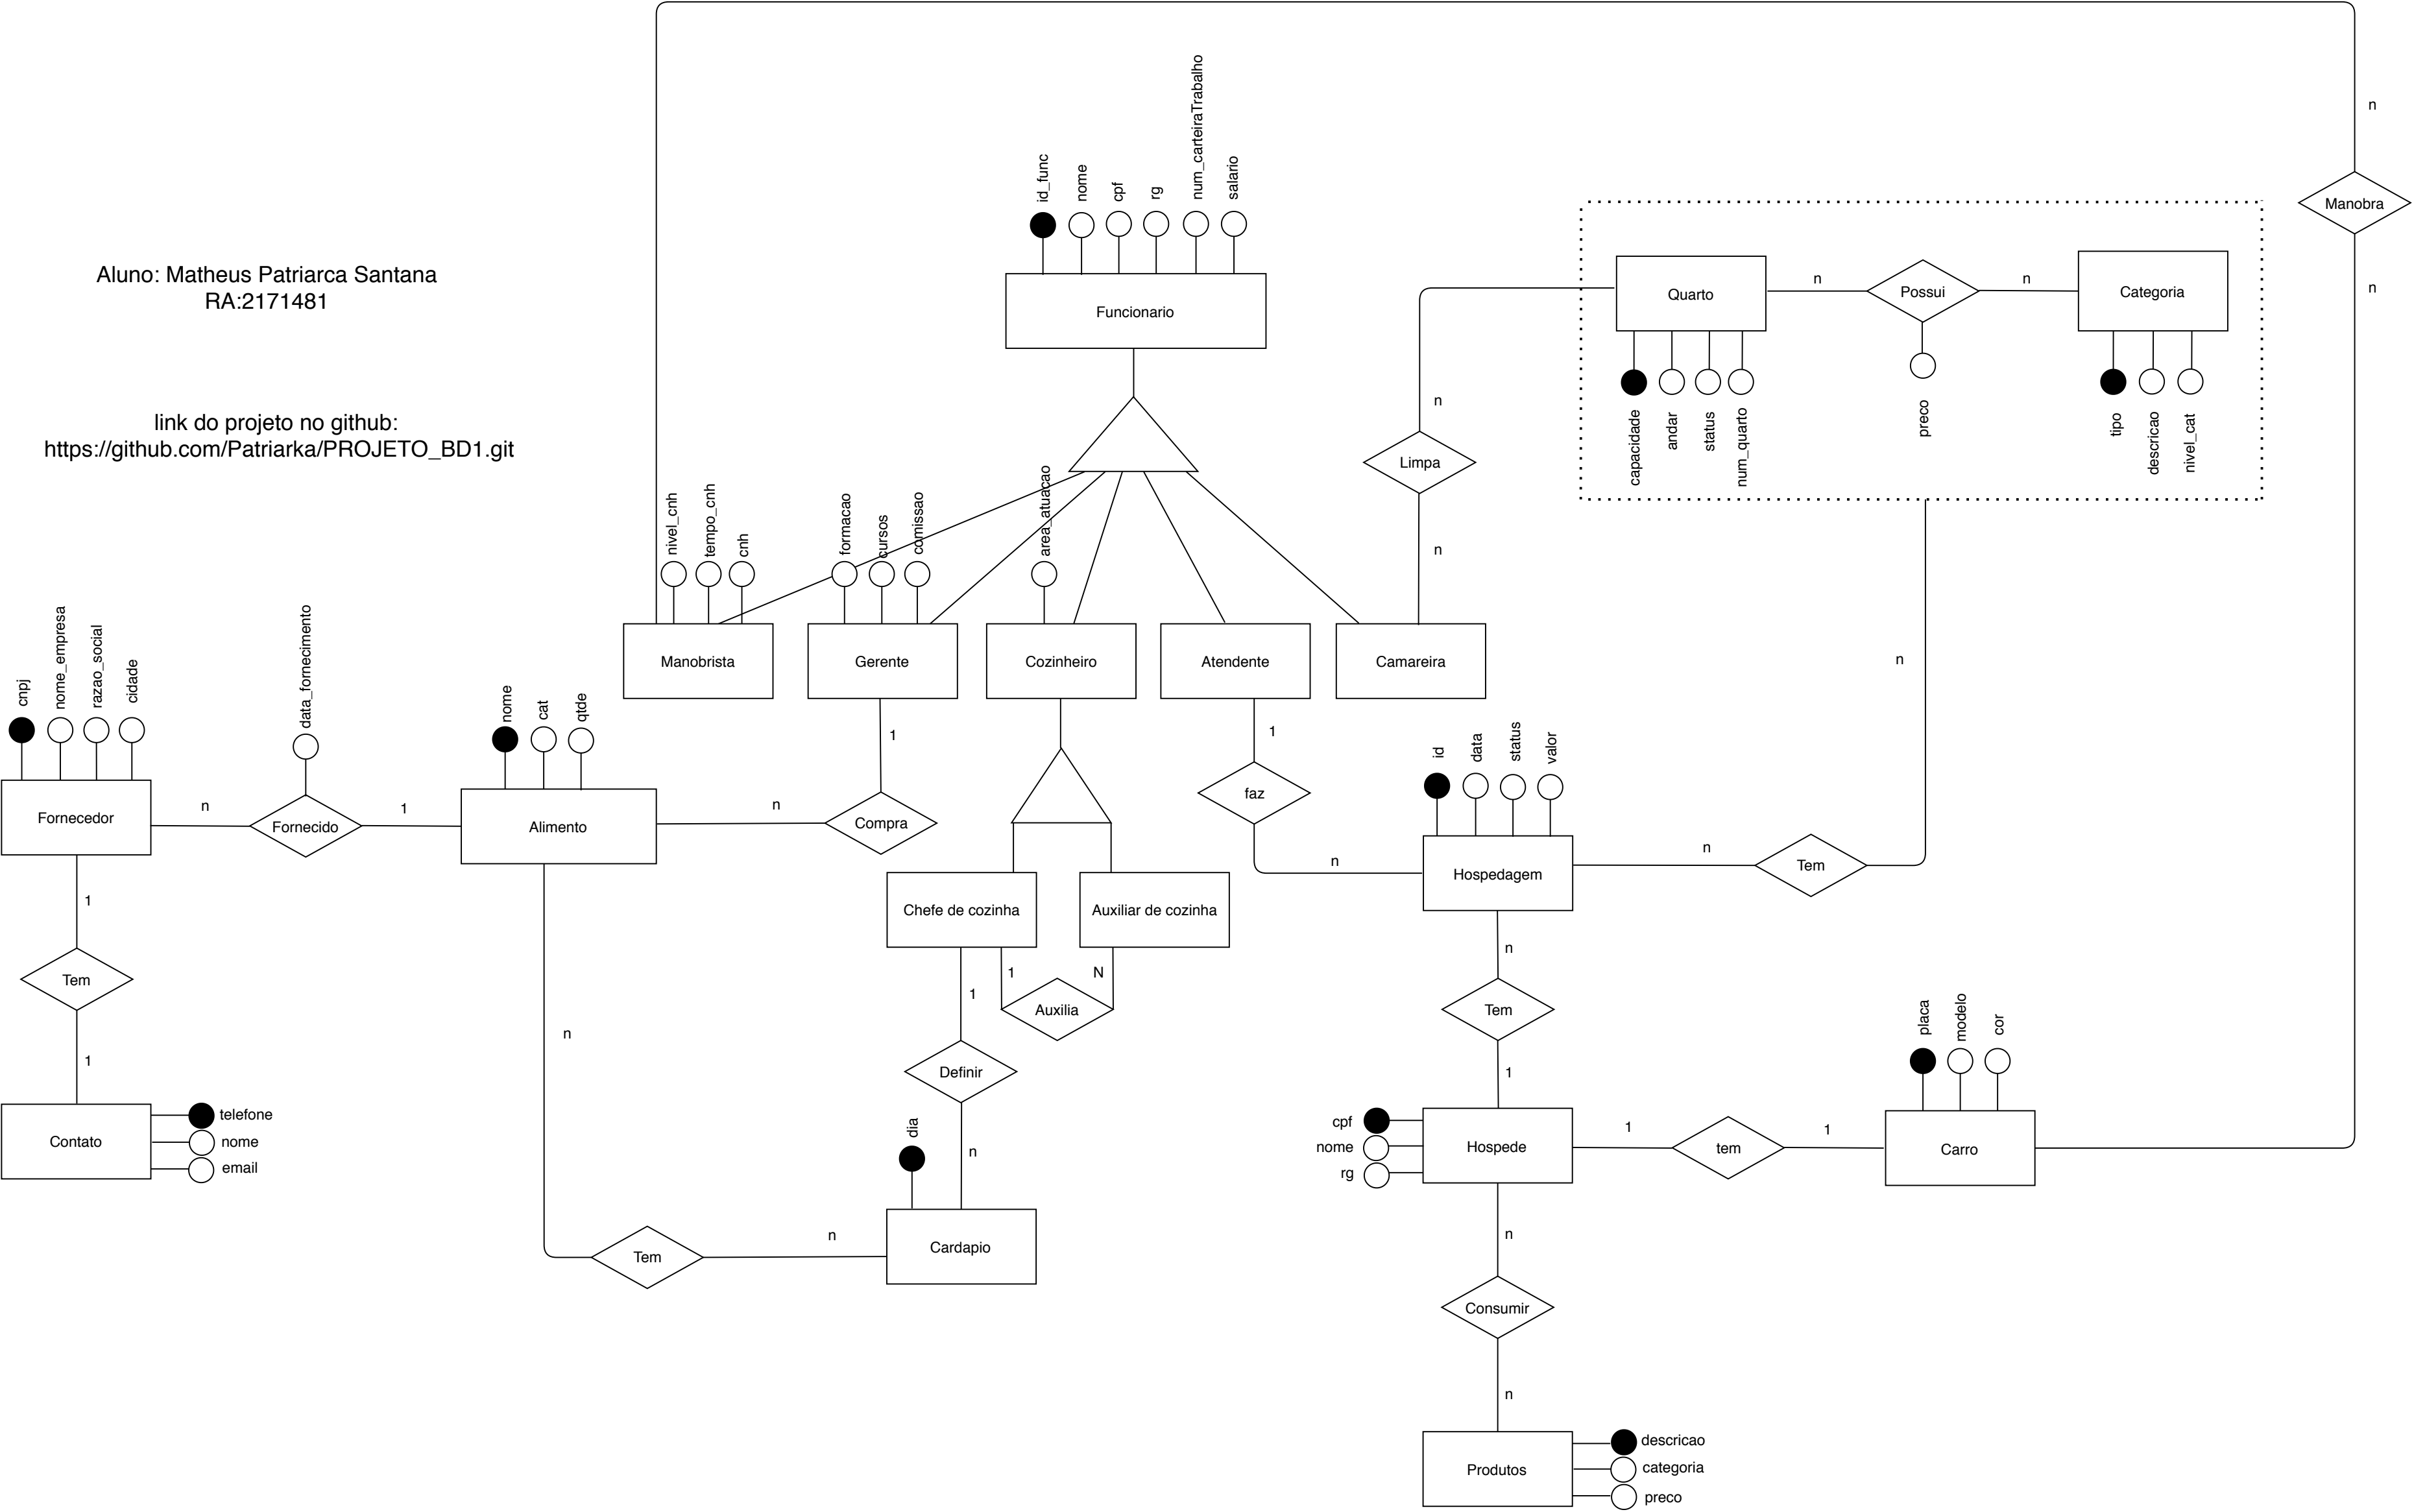 n
Manobra
n
id_func
nome
cpf
rg
num_carteiraTrabalho
salario
Funcionario
Aluno: Matheus Patriarca Santana
RA:2171481
link do projeto no github:
https://github.com/Patriarka/PROJETO_BD1.git
Quarto
n
Possui
n
Categoria
capacidade
andar
status
num_quarto
preco
tipo
descricao
nivel_cat
n
Limpa
n
nivel_cnh
tempo_cnh
cnh
formacao
cursos
comissao
area_atuacao
Manobrista
Gerente
Cozinheiro
Atendente
Camareira
n
cnpj
nome_empresa
razao_social
cidade
data_fornecimento
nome
cat
qtde
1
1
id
data
status
valor
Fornecedor
n
Fornecido
1
Alimento
n
Compra
faz
n
Hospedagem
n
Tem
1
Tem
1
Chefe de cozinha
Auxiliar de cozinha
1
N
Auxilia
1
Definir
n
n
n
Tem
1
placa
modelo
cor
Contato
telefone
nome
email
dia
cpf
nome
rg
Hospede
1
tem
1
Carro
Tem
n
Cardapio
n
Consumir
n
Produtos
descricao
categoria
preco